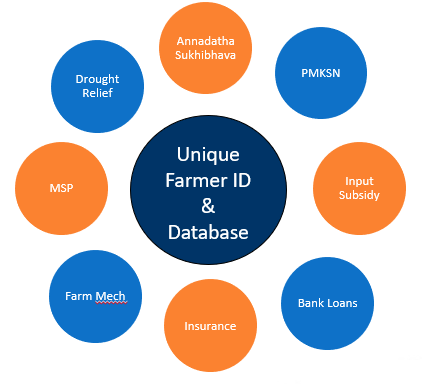 Annadatha
Sukhibhava
PMKSN
Input
Subsidy
Bank Loans
Insurance
Farm Mech
MSP
Drought
Relief
Unique
Farmer ID
&
Database